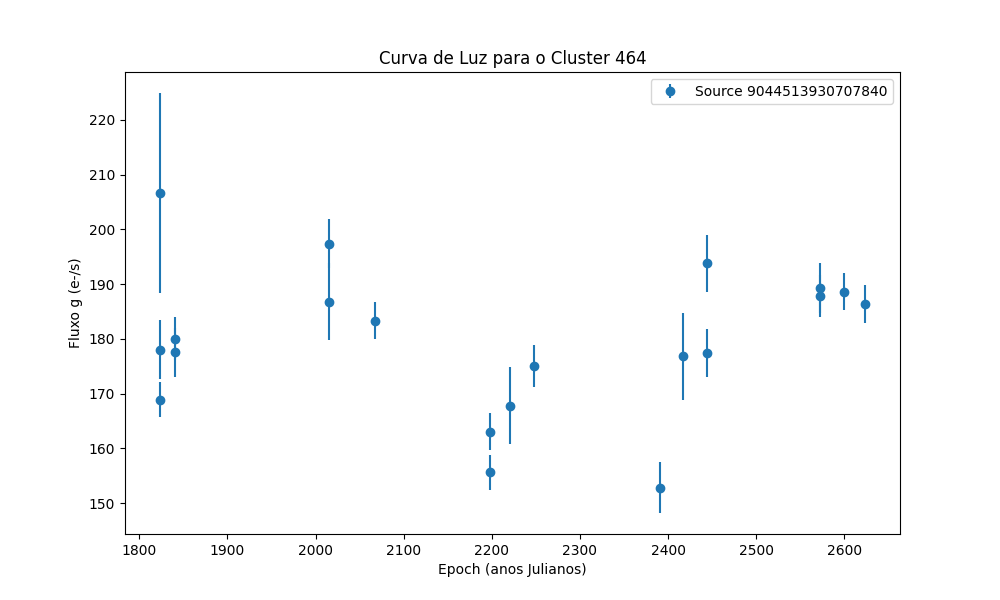 Curva de Luz para o Cluster 464
Source 9044513930707840
Fluxo g (e-/s)
220
210
200
190
180
170
160
150
1800 1900 2000 2100 2200 2300 2400 2500 2600
Epoch (anos Julianos)